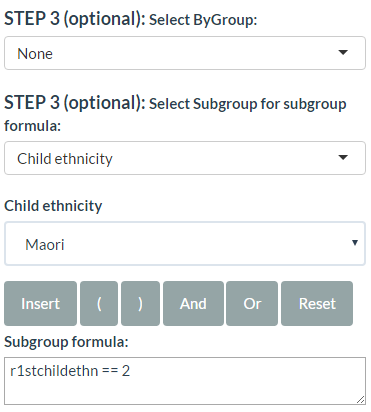 STEP 3 (optional): Select ByGroup:
None
STEP 3 (optional): Select Subgroup for subgroup
formula:
Child ethnicity
Child ethnicity
Maori
Insert ( ) And Or Reset
Subgroup formula:
r1stchildethn == 2